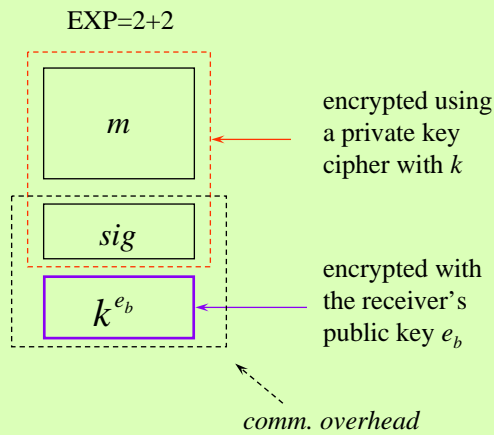 EXP=2+2
m
encrypted using
a private key
cipher with k
sig
k^{e_b}
encrypted with
the receiver's
public key e_b
comm. overhead